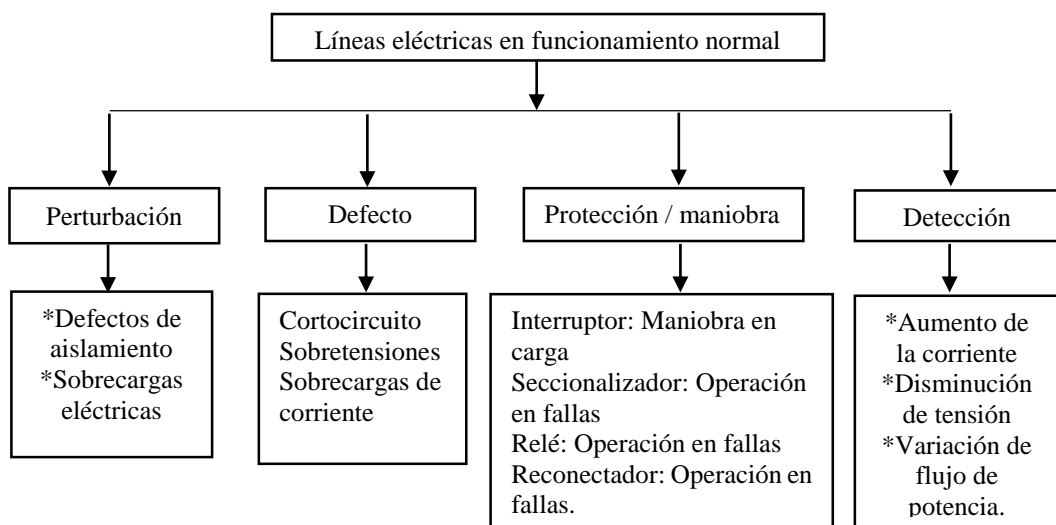 Líneas eléctricas en funcionamiento normal
Perturbación
Defecto
Protección / maniobra
Detección
*Defectos de
aislamiento
*Sobrecargas
eléctricas
Cortocircuito
Sobretensiones
Sobrecargas de
corriente
Interruptor: Maniobra en
carga
Seccionalizador: Operación
en fallas
Relé: Operación en fallas
Reconectador: Operación en
fallas.
*Aumento de
la corriente
*Disminución
de tensión
*Variación de
flujo de
potencia.